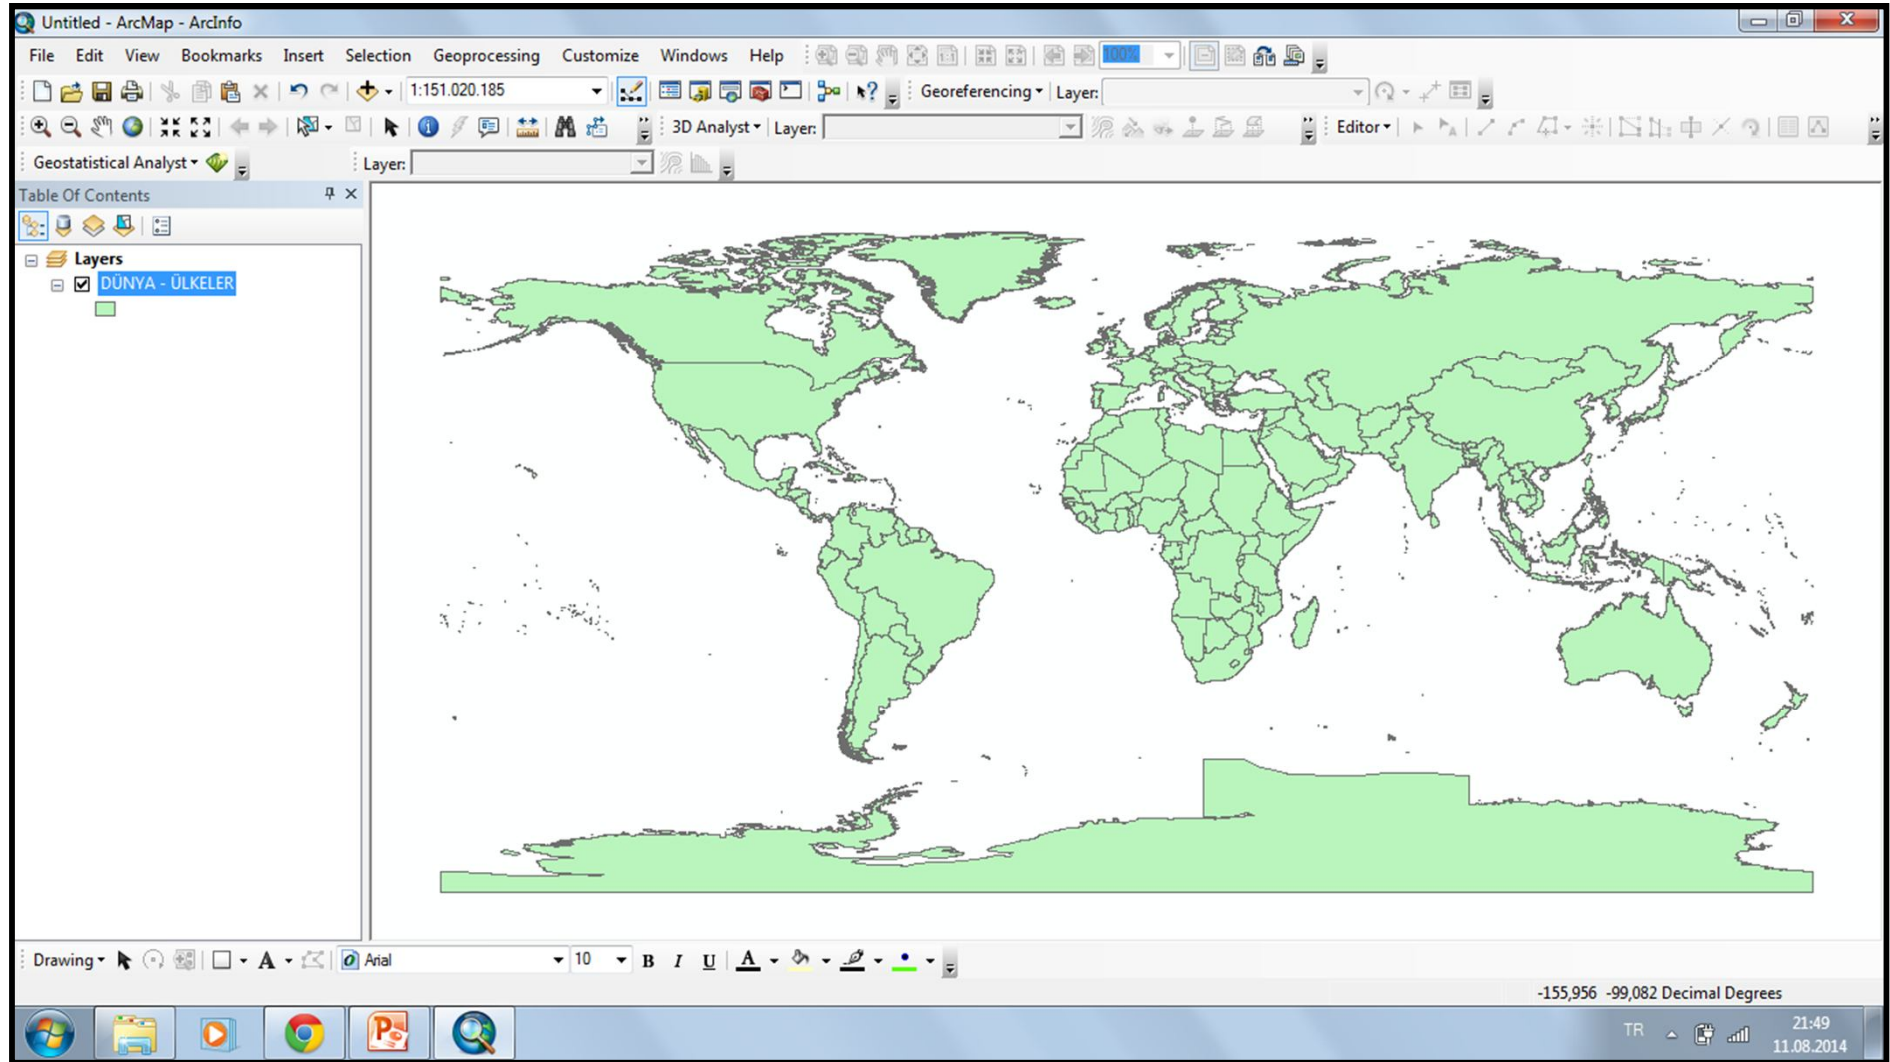 Untitled - ArcMap - ArcInfo
File Edit View Bookmarks Insert Selection Geoprocessing Customize Windows Help 100%
1:151.020.185 Georeferencing Layer:
3D Analyst Layer: Editor
Geostatistical Analyst Layer:
Table Of Contents
Layers
DÜNYA - ÜLKELER
Drawing A Arial 10 B I U A
-155,956 -99,082 Decimal Degrees
TR 21:49
11.08.2014